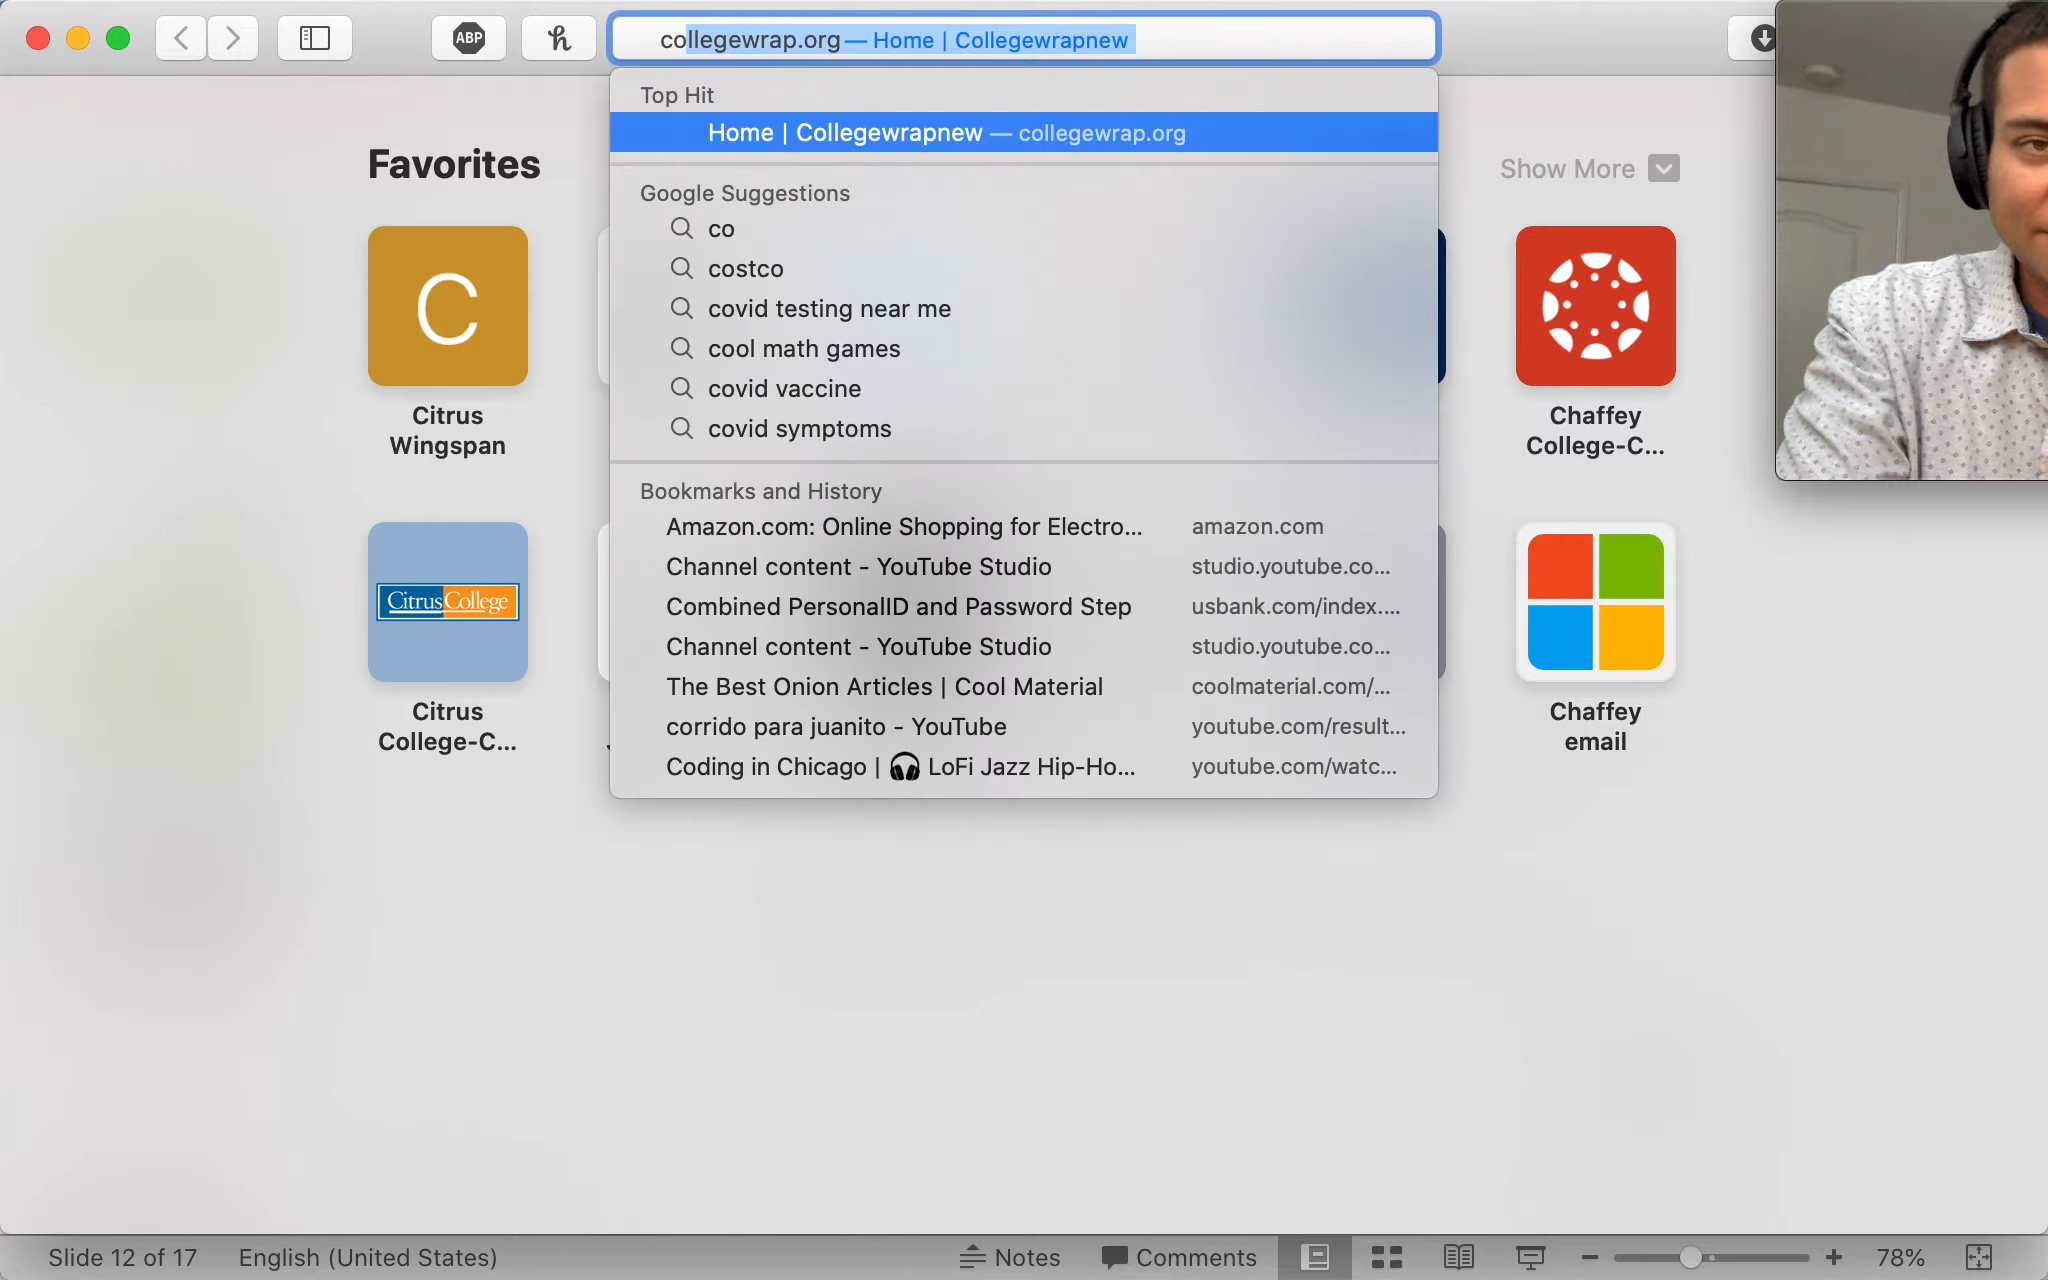 ABP
h
collegewrap.org — Home | Collegewrapnew
Top Hit
Home | Collegewrapnew — collegewrap.org
Google Suggestions
co
costco
covid testing near me
cool math games
covid vaccine
covid symptoms
Bookmarks and History
Amazon.com: Online Shopping for Electro... amazon.com
Channel content - YouTube Studio studio.youtube.co...
Combined PersonalID and Password Step usbank.com/index....
Channel content - YouTube Studio studio.youtube.co...
The Best Onion Articles | Cool Material coolmaterial.com/...
corrido para juanito - YouTube youtube.com/result...
Coding in Chicago | 🎧 LoFi Jazz Hip-Ho... youtube.com/watc...
Favorites
Show More
C
Citrus
Wingspan
Chaffey
College-C...
CitrusCollege
Citrus
College-C...
Chaffey
email
Slide 12 of 17 English (United States) Notes Comments 78%